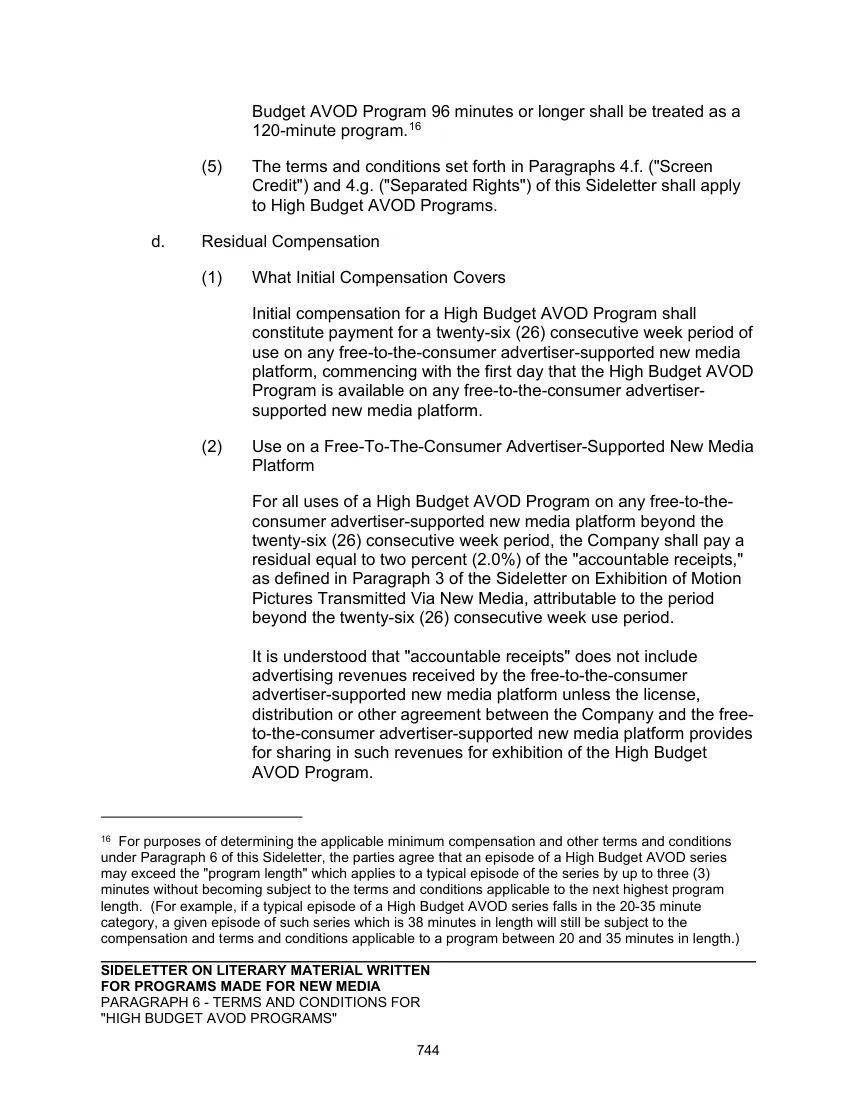 Budget AVOD Program 96 minutes or longer shall be treated as a
120-minute program.16
(5) The terms and conditions set forth in Paragraphs 4.f. ("Screen
Credit") and 4.g. ("Separated Rights") of this Sideletter shall apply
to High Budget AVOD Programs.
d. Residual Compensation
(1) What Initial Compensation Covers
Initial compensation for a High Budget AVOD Program shall
constitute payment for a twenty-six (26) consecutive week period of
use on any free-to-the-consumer advertiser-supported new media
platform, commencing with the first day that the High Budget AVOD
Program is available on any free-to-the-consumer advertiser-
supported new media platform.
(2) Use on a Free-To-The-Consumer Advertiser-Supported New Media
Platform
For all uses of a High Budget AVOD Program on any free-to-the-
consumer advertiser-supported new media platform beyond the
twenty-six (26) consecutive week period, the Company shall pay a
residual equal to two percent (2.0%) of the "accountable receipts,"
as defined in Paragraph 3 of the Sideletter on Exhibition of Motion
Pictures Transmitted Via New Media, attributable to the period
beyond the twenty-six (26) consecutive week use period.
It is understood that "accountable receipts" does not include
advertising revenues received by the free-to-the-consumer
advertiser-supported new media platform unless the license,
distribution or other agreement between the Company and the free-
to-the-consumer advertiser-supported new media platform provides
for sharing in such revenues for exhibition of the High Budget
AVOD Program.
16 For purposes of determining the applicable minimum compensation and other terms and conditions
under Paragraph 6 of this Sideletter, the parties agree that an episode of a High Budget AVOD series
may exceed the "program length" which applies to a typical episode of the series by up to three (3)
minutes without becoming subject to the terms and conditions applicable to the next highest program
length. (For example, if a typical episode of a High Budget AVOD series falls in the 20-35 minute
category, a given episode of such series which is 38 minutes in length will still be subject to the
compensation and terms and conditions applicable to a program between 20 and 35 minutes in length.)
SIDELETTER ON LITERARY MATERIAL WRITTEN
FOR PROGRAMS MADE FOR NEW MEDIA
PARAGRAPH 6 - TERMS AND CONDITIONS FOR
"HIGH BUDGET AVOD PROGRAMS"
744